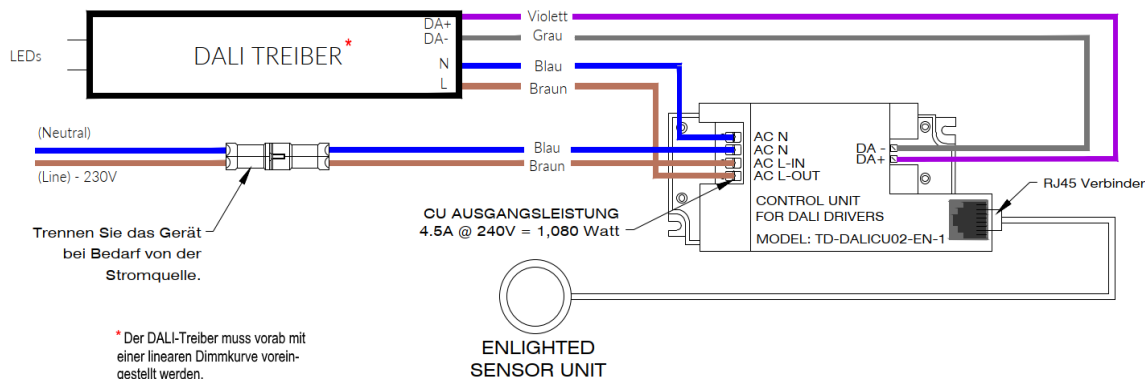 DA+
DA-
N
L
LEDs
DALI TREIBER*
Violett
Grau
Blau
Braun
(Neutral)
(Line) - 230V
Blau
Braun
Trennen Sie das Gerät
bei Bedarf von der
Stromquelle.
CU AUSGANGSLEISTUNG
4.5A @ 240V = 1,080 Watt
AC N
AC N
AC L-IN
AC L-OUT
DA -
DA+
CONTROL UNIT
FOR DALI DRIVERS
MODEL: TD-DALICU02-EN-1
RJ45 Verbinder
ENLIGHTED
SENSOR UNIT
* Der DALI-Treiber muss vorab mit
einer linearen Dimmkurve vorein-
gestellt werden.